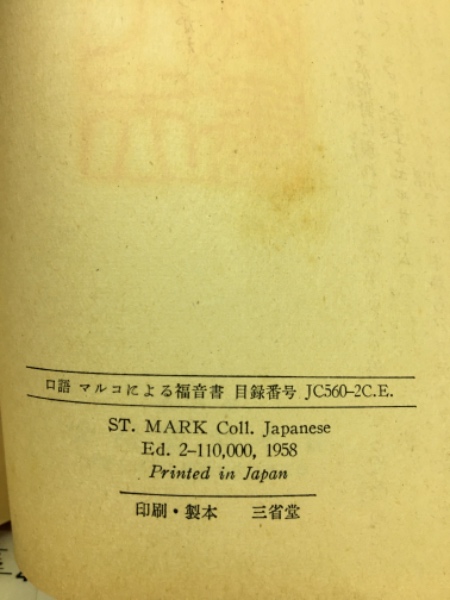 口語 マルコによる福音書 目録番号 JC560-2C.E.
ST. MARK Coll. Japanese
Ed. 2-110,000, 1958
Printed in Japan
印刷・製本 三省堂